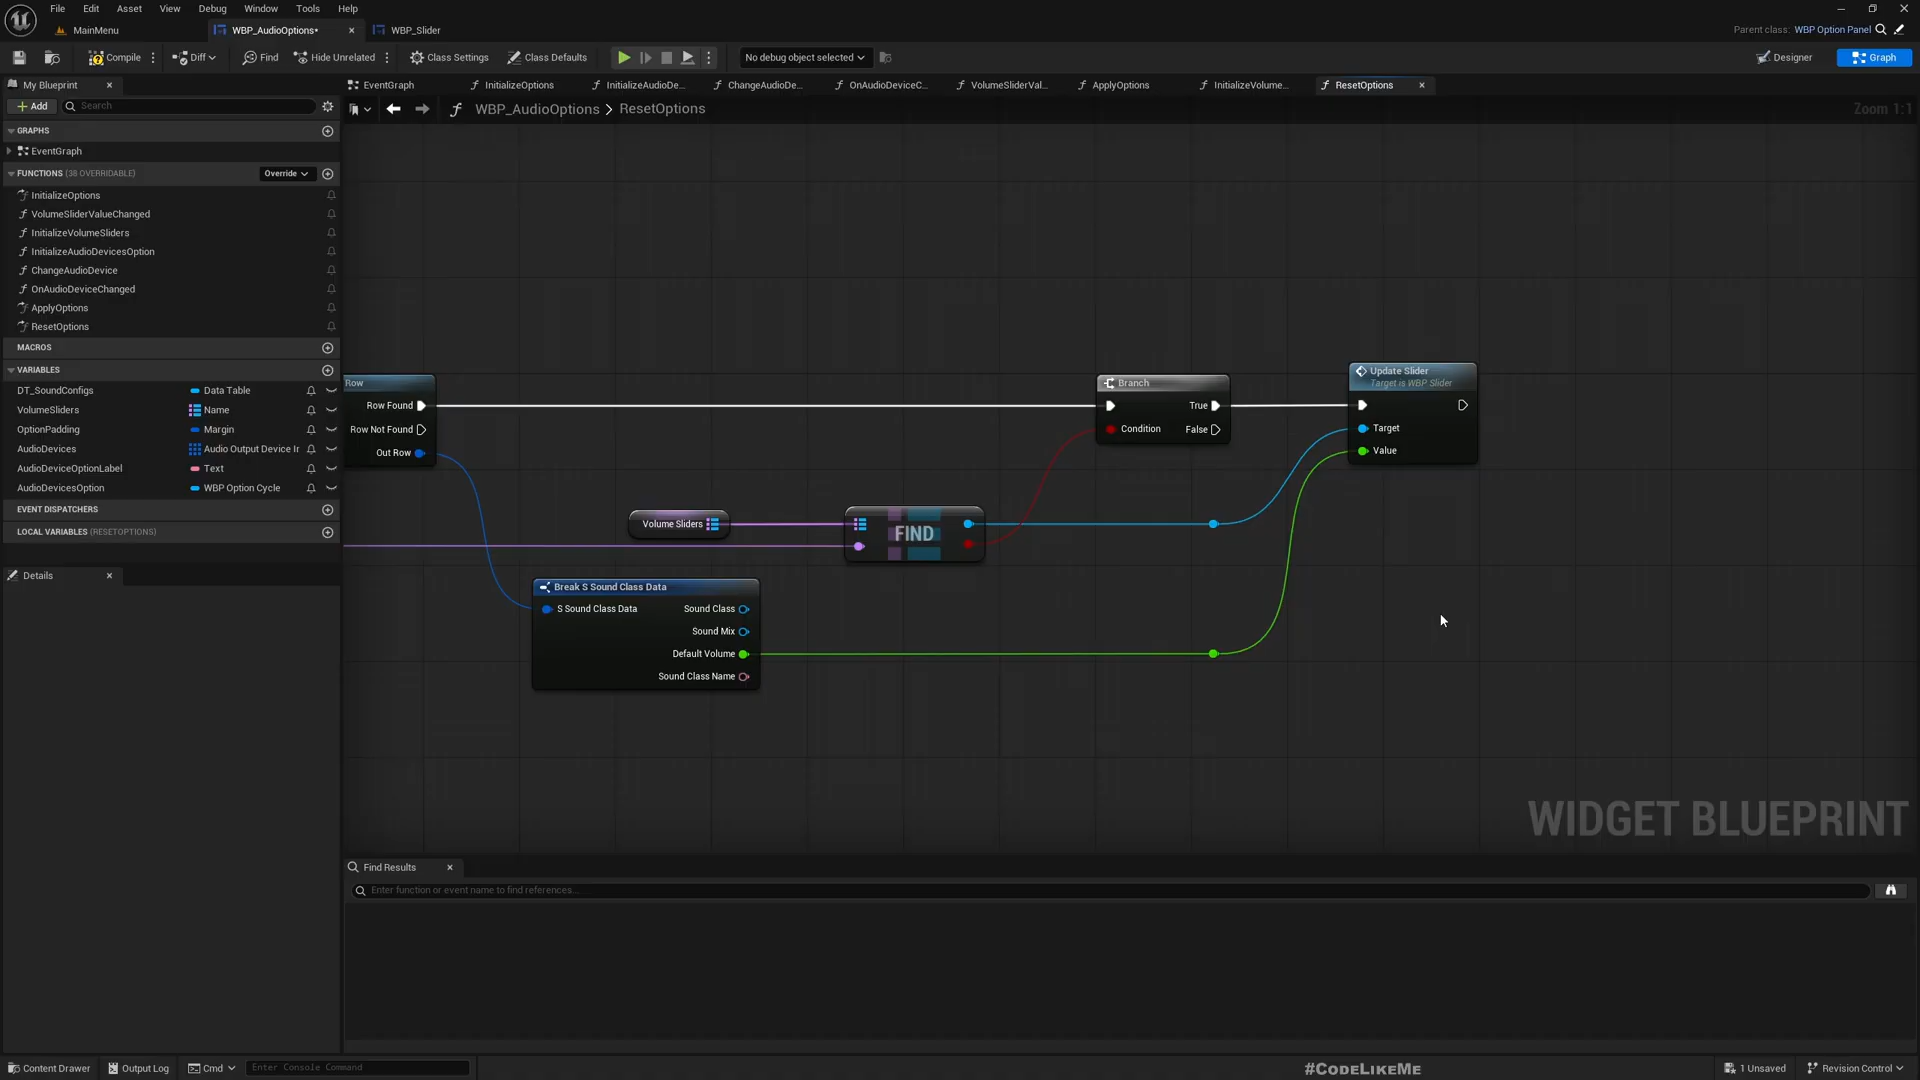 File Edit Asset View Debug Window Tools Help
MainMenu WBP_AudioOptions* WBP_Slider
Parent class: WBP Option Panel
Compile Diff Find Hide Unrelated Class Settings Class Defaults No debug object selected Designer Graph
My Blueprint
EventGraph InitializeOptions InitializeAudioDe... ChangeAudioDe... OnAudioDeviceC... VolumeSliderVal... ApplyOptions InitializeVolume... ResetOptions
Add Search
WBP_AudioOptions > ResetOptions
Zoom 1:1
GRAPHS
EventGraph
FUNCTIONS (38 OVERRIDABLE) Override
InitializeOptions
VolumeSliderValueChanged
InitializeVolumeSliders
InitializeAudioDevicesOption
ChangeAudioDevice
OnAudioDeviceChanged
ApplyOptions
ResetOptions
MACROS
VARIABLES
DT_SoundConfigs Data Table
VolumeSliders Name
OptionPadding Margin
AudioDevices Audio Output Device Ir
AudioDeviceOptionLabel Text
AudioDevicesOption WBP Option Cycle
EVENT DISPATCHERS
LOCAL VARIABLES (RESETOPTIONS)
Details
Row
Row Found
Row Not Found
Out Row
Volume Sliders
FIND
Break S Sound Class Data
S Sound Class Data Sound Class
Sound Mix
Default Volume
Sound Class Name
Branch
True
Condition False
Update Slider
Target is WBP Slider
Target
Value
WIDGET BLUEPRINT
Find Results
Enter function or event name to find references...
Content Drawer Output Log Cmd Enter Console Command
#CODELIKEME
1 Unsaved Revision Control